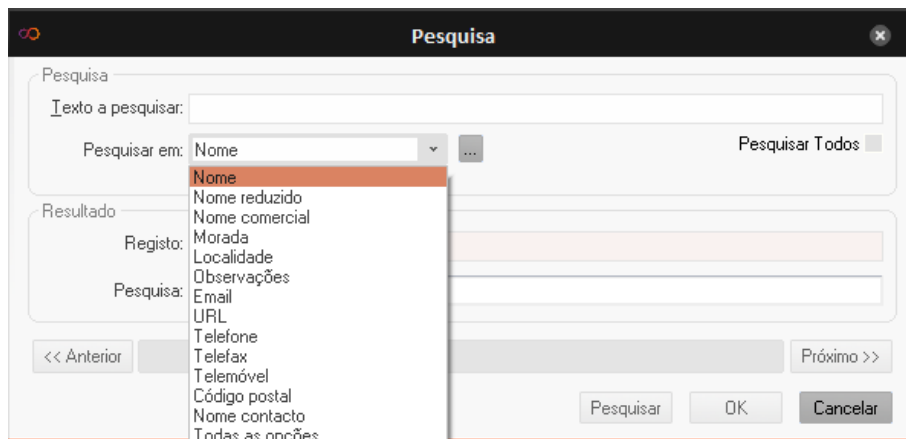 Pesquisa
Pesquisa
Texto a pesquisar:
Pesquisar em: Nome ... Pesquisar Todos
Nome
Nome reduzido
Nome comercial
Resultado
Morada
Registo:
Localidade
Observações
Pesquisa:
Email
URL
Telefone
<< Anterior
Telefax
Próximo >>
Telemóvel
Código postal
Nome contacto
Pesquisar OK Cancelar
Todas as opções